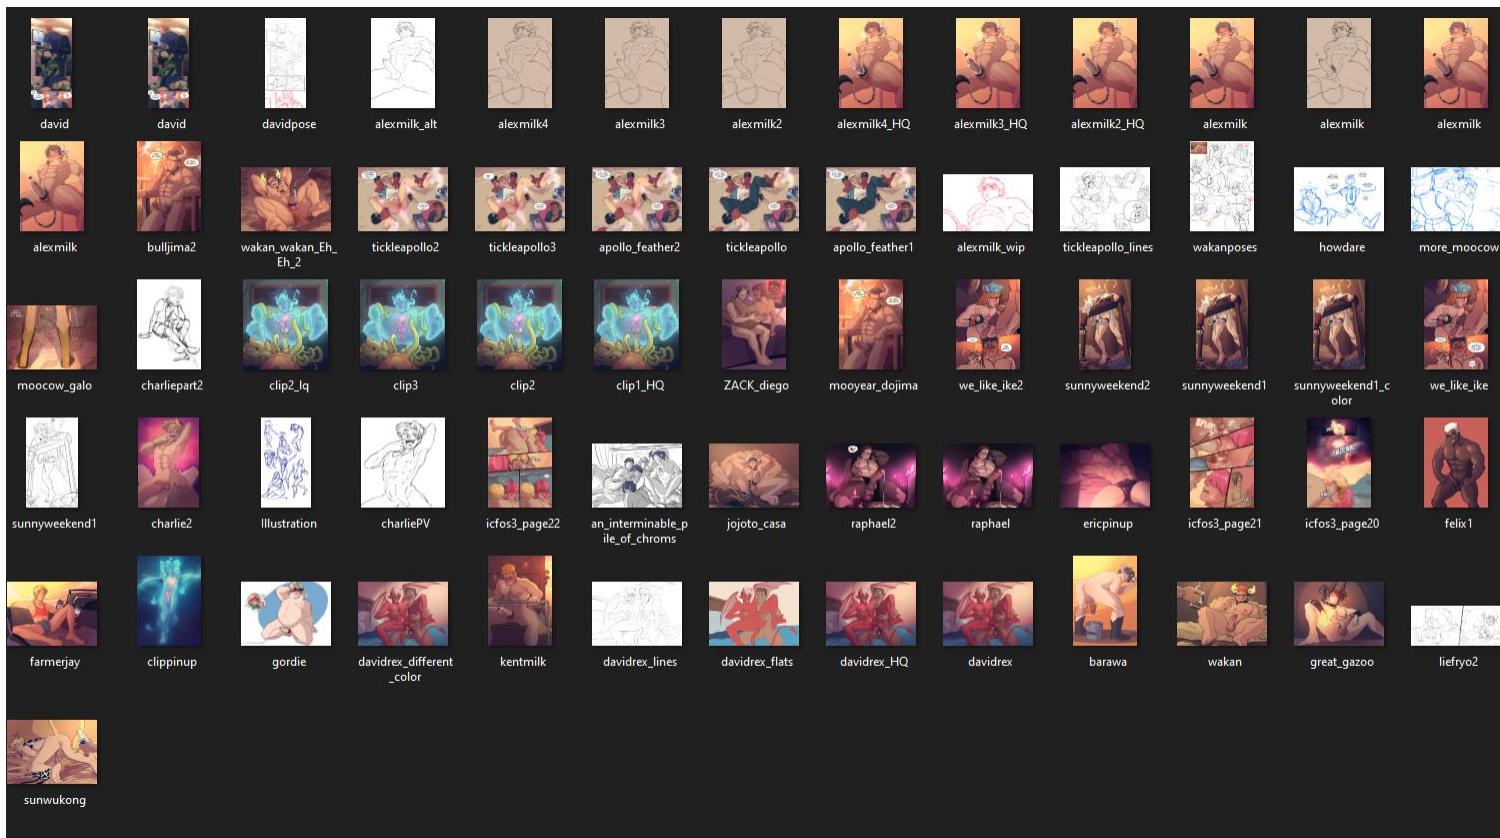 david
david
davidpose
alexmilk_alt
alexmilk4
alexmilk3
alexmilk2
alexmilk4_HQ
alexmilk3_HQ
alexmilk2_HQ
alexmilk
alexmilk
alexmilk
alexmilk
bulljima2
wakan_wakan_Eh_
Eh_2
tickleapollo2
tickleapollo3
apollo_feather2
tickleapollo
apollo_feather1
alexmilk_wip
tickleapollo_lines
wakanposes
howdare
more_moocow
moocow_galo
charliepart2
clip2_lq
clip3
clip2
clip1_HQ
ZACK_diego
mooyear_dojima
we_like_ike2
sunnyweekend2
sunnyweekend1
sunnyweekend1_c
olor
we_like_ike
sunnyweekend1
charlie2
Illustration
charliePV
icfos3_page22
an_interminable_p
ile_of_chroms
jojoto_casa
raphael2
raphael
ericpinup
icfos3_page21
icfos3_page20
felix1
farmerjay
clippinup
gordie
davidrex_different
_color
kentmilk
davidrex_lines
davidrex_flats
davidrex_HQ
davidrex
barawa
wakan
great_gazoo
liefryo2
sunwukong